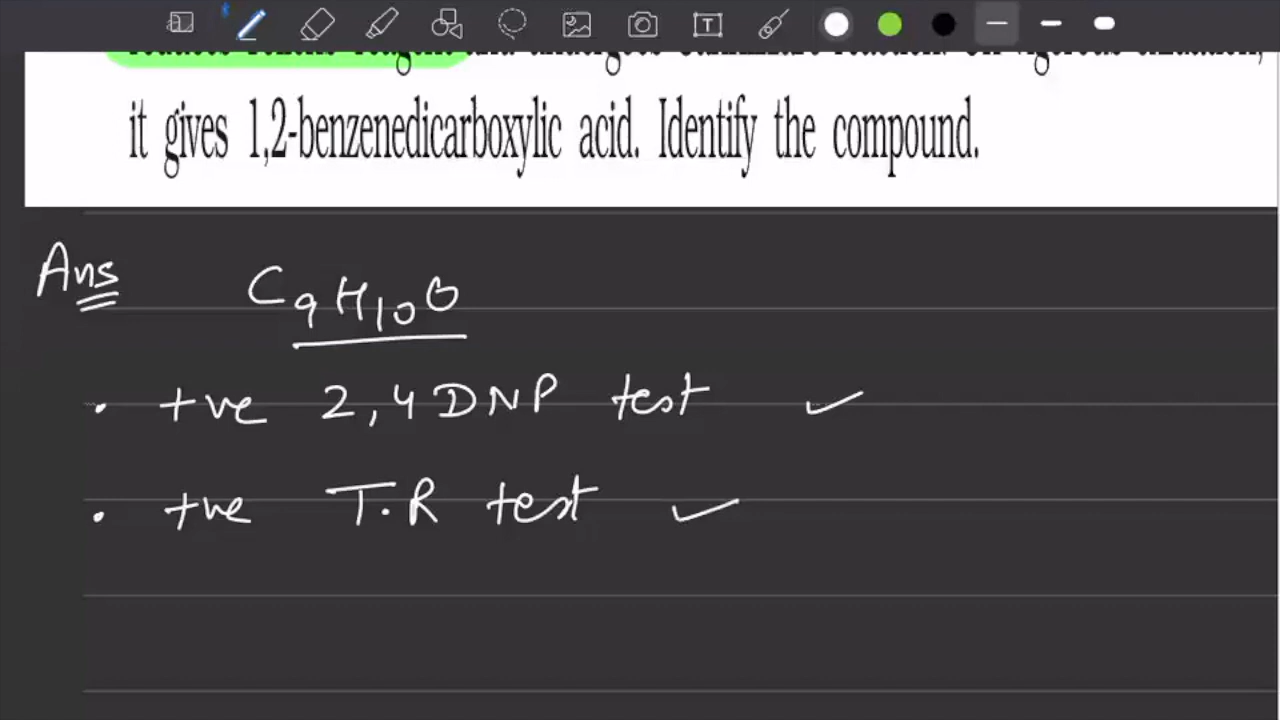 it gives 1,2-benzenedicarboxylic acid. Identify the compound.
Ans C9H10O
• +ve 2,4 DNP test ✓
• +ve T.R test ✓